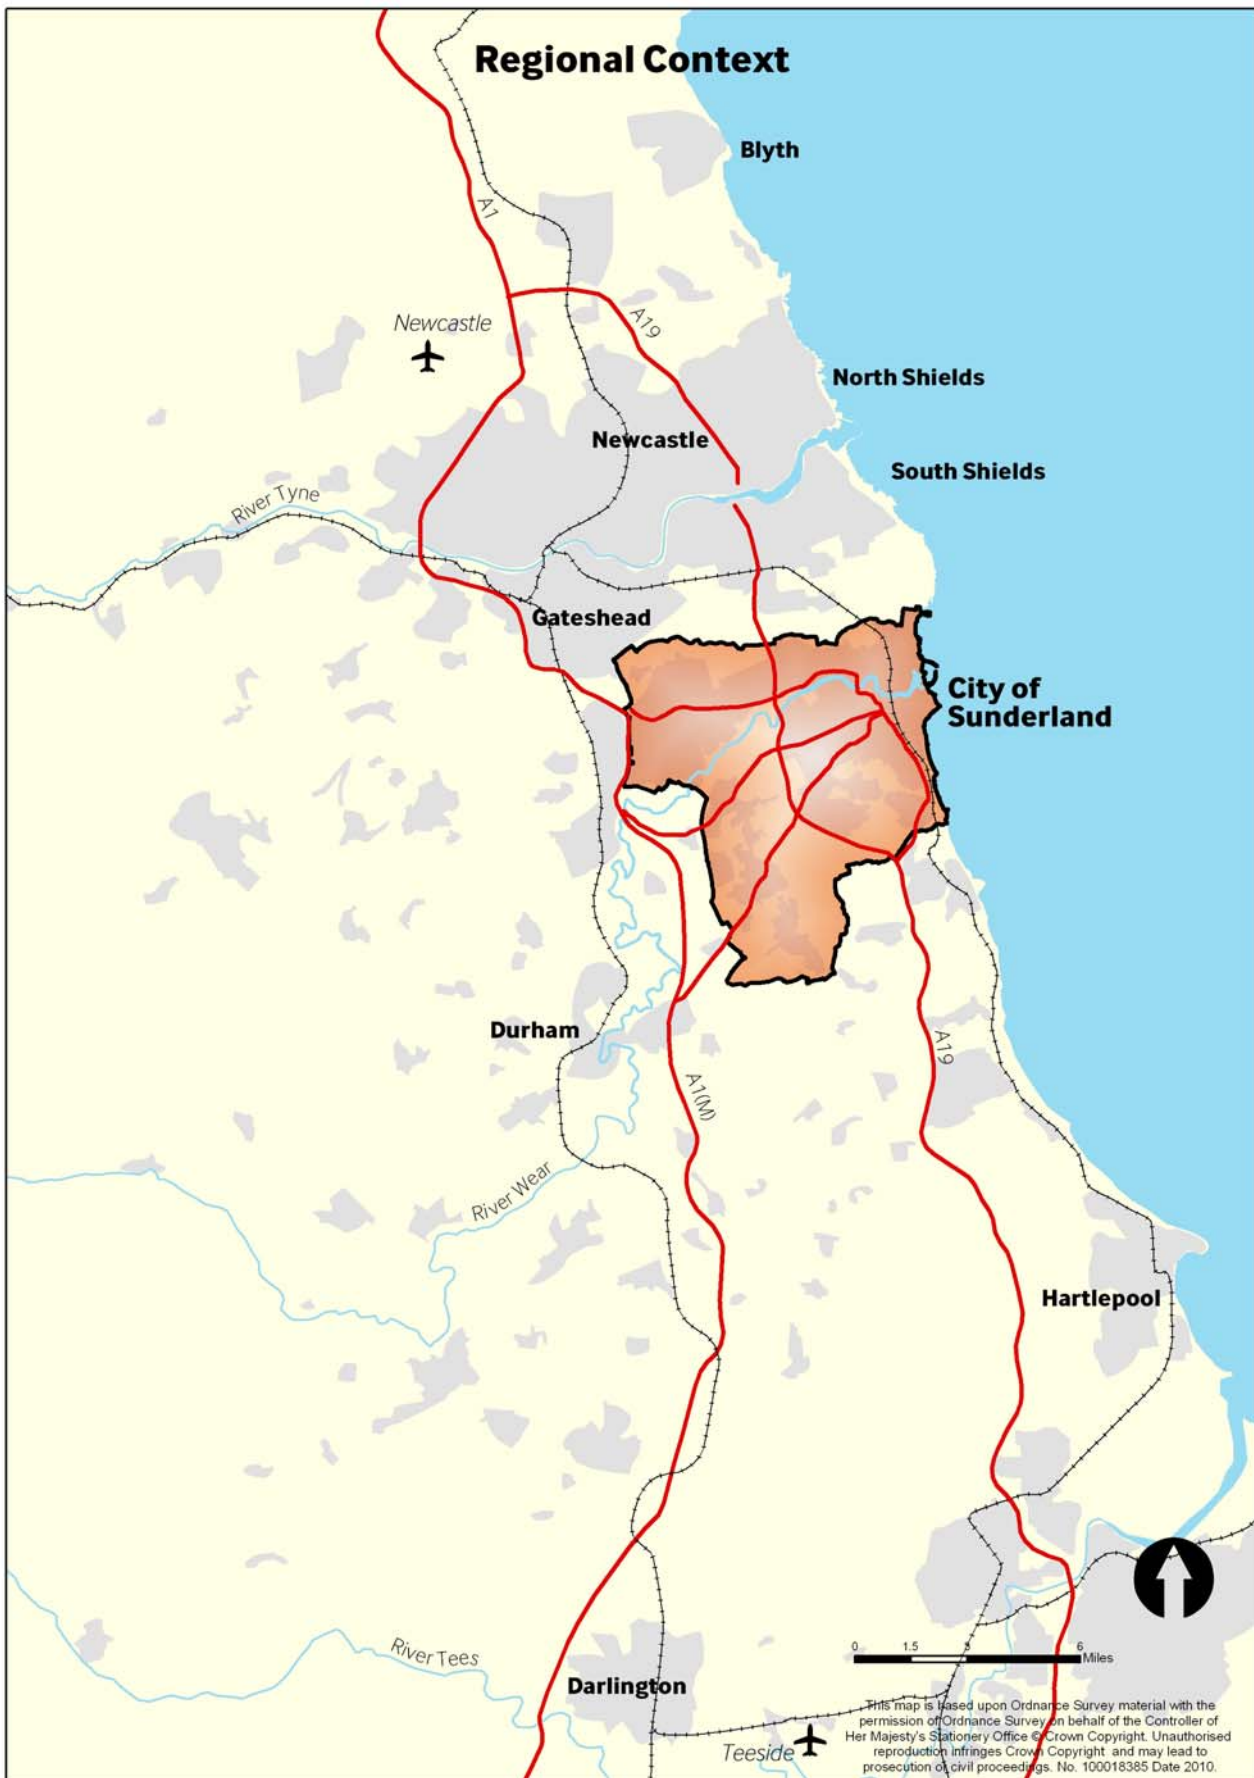 Regional Context
Blyth
A1
Newcastle
A19
North Shields
Newcastle
South Shields
River Tyne
Gateshead
City of
Sunderland
Durham
A19
A1(M)
River Wear
Hartlepool
River Tees
0 1.5 3 6
Miles
Darlington
Teeside
This map is based upon Ordnance Survey material with the
permission of Ordnance Survey on behalf of the Controller of
Her Majesty's Stationery Office © Crown Copyright. Unauthorised
reproduction infringes Crown Copyright and may lead to
prosecution or civil proceedings. No. 100018385 Date 2010.